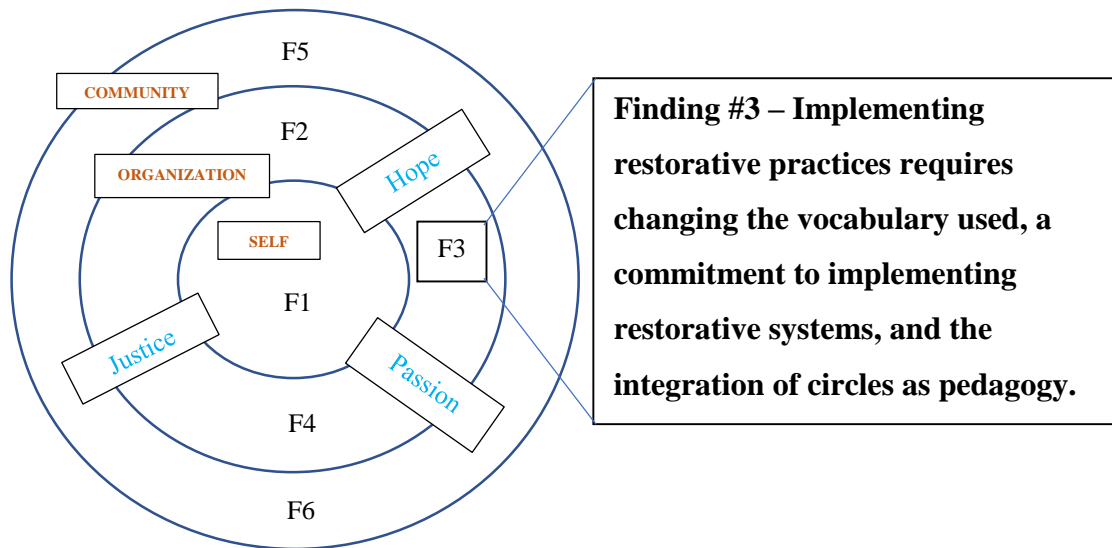 F5
COMMUNITY
F2
Hope
ORGANIZATION
SELF
F3
F1
Justice
Passion
F4
F6
Finding #3 – Implementing
restorative practices requires
changing the vocabulary used, a
commitment to implementing
restorative systems, and the
integration of circles as pedagogy.